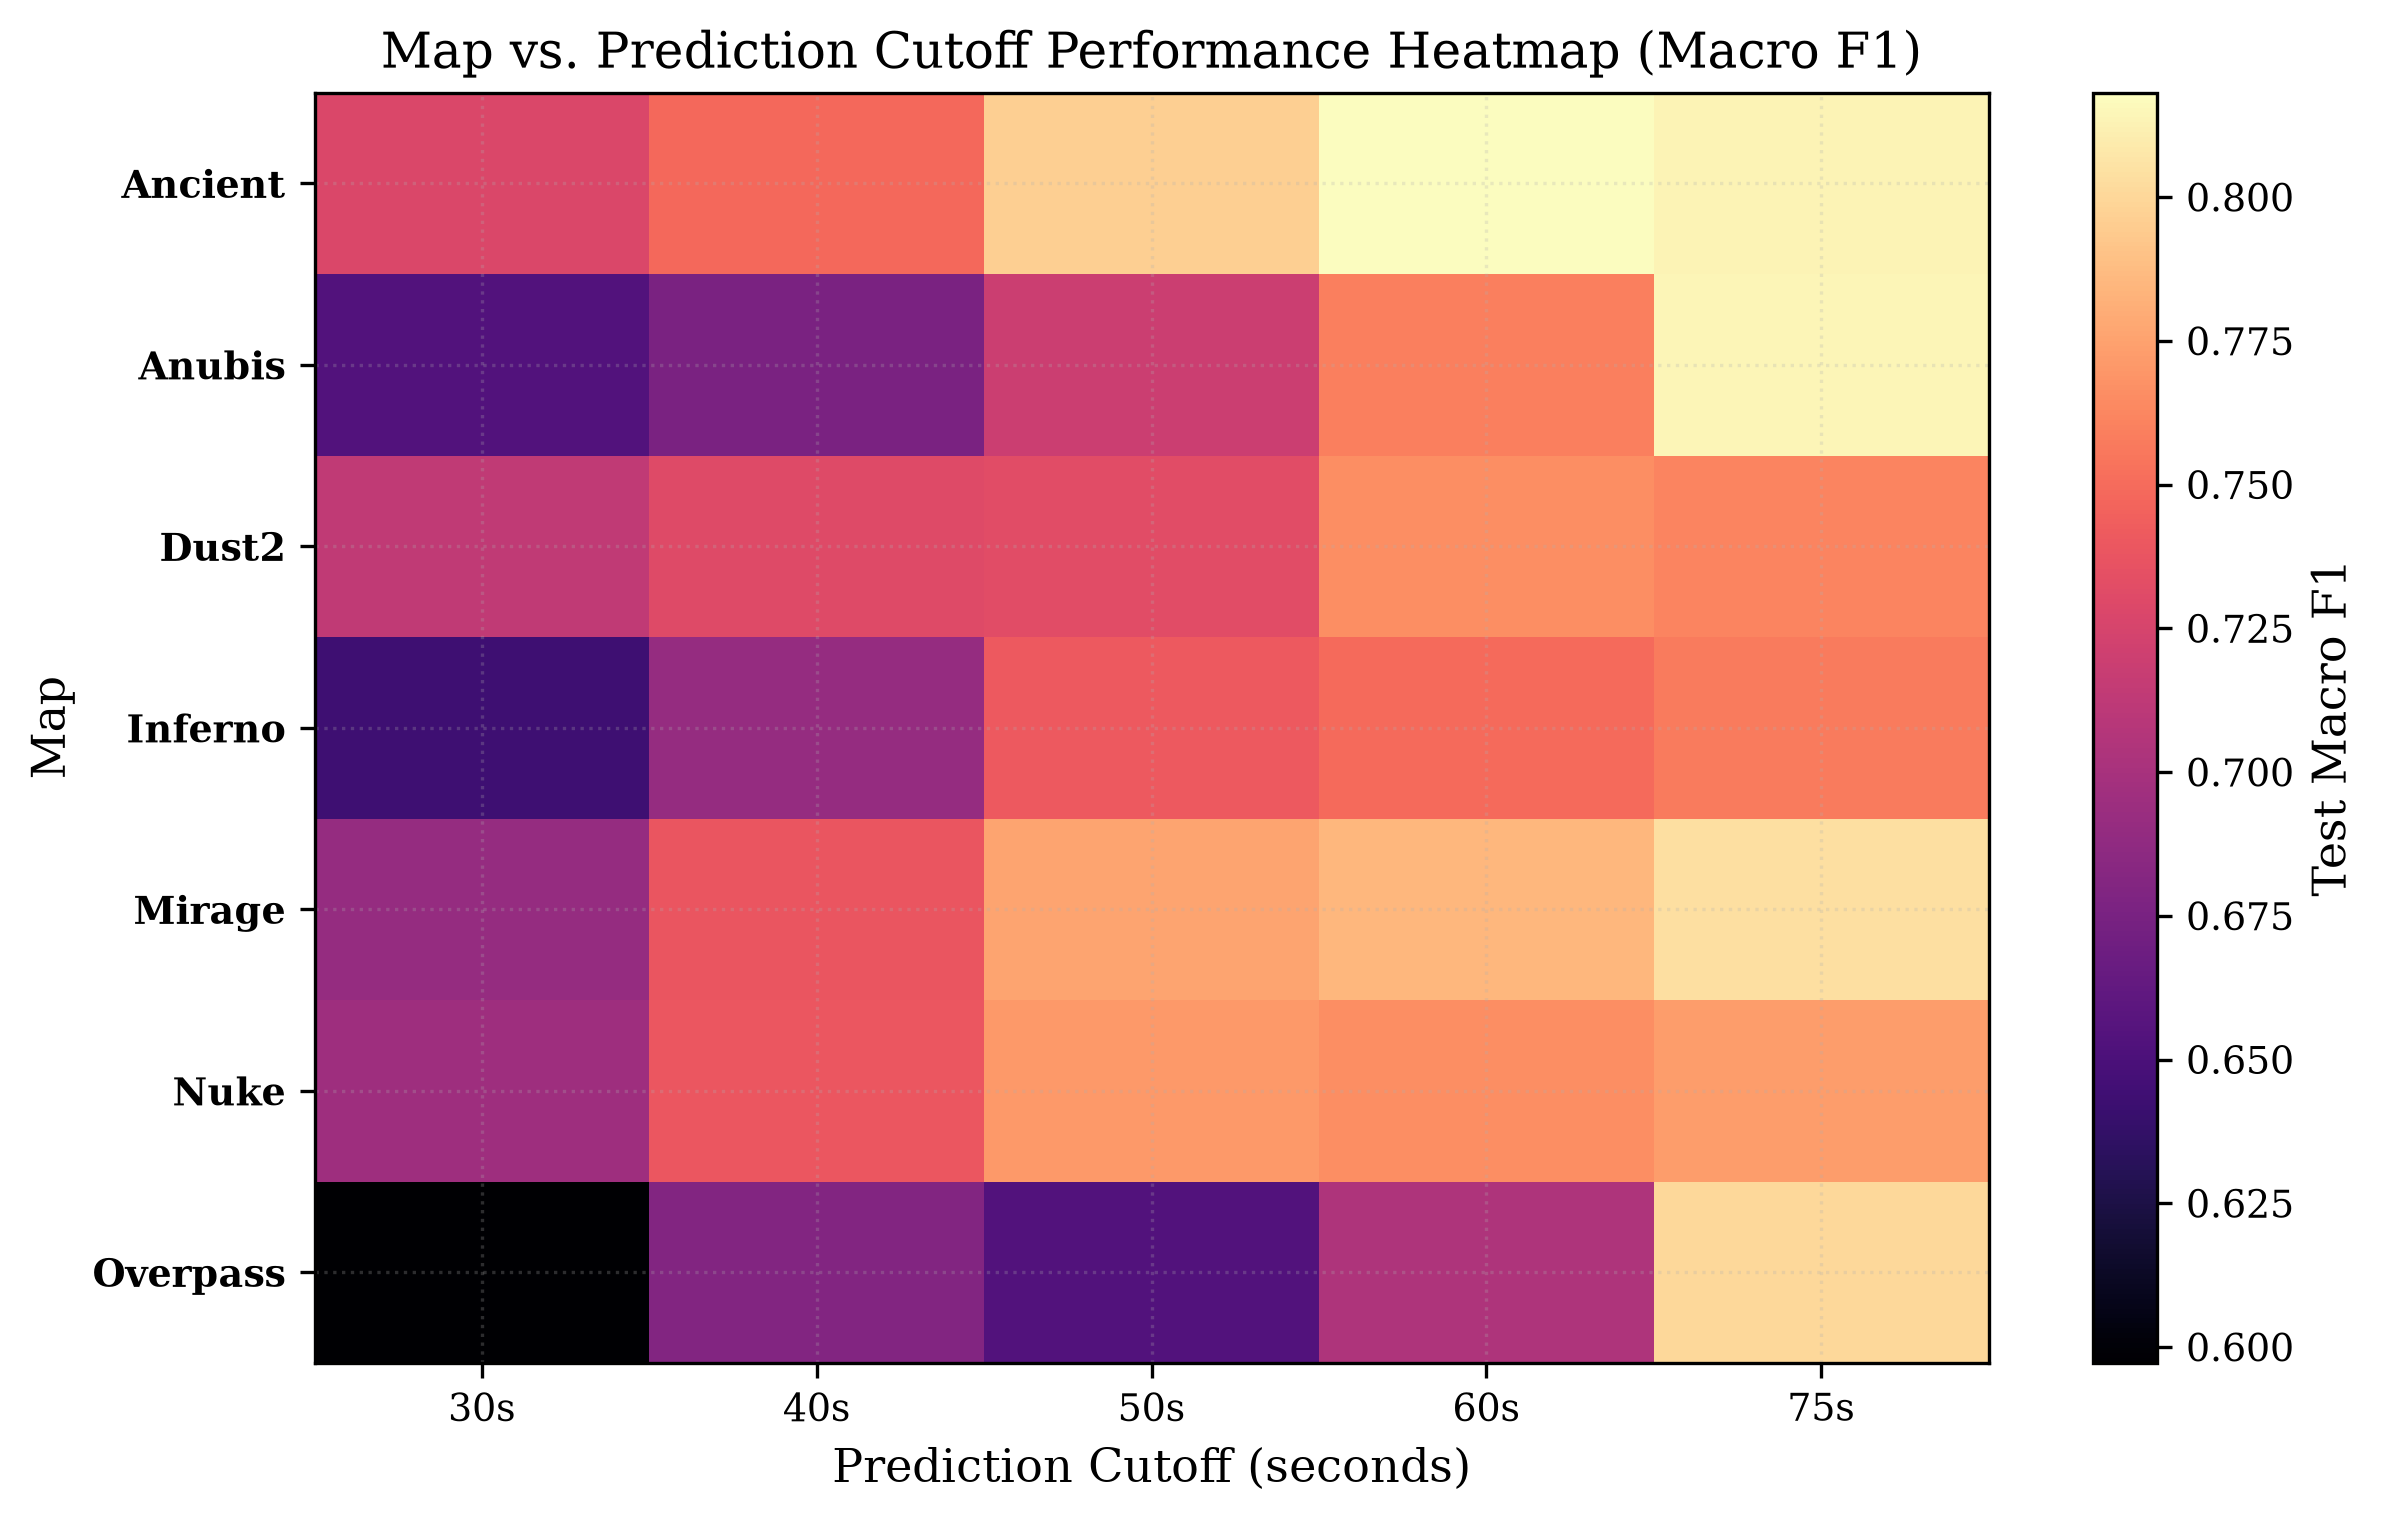 Map vs. Prediction Cutoff Performance Heatmap (Macro F1)
Map
Ancient
Anubis
Dust2
Inferno
Mirage
Nuke
Overpass
30s
40s
50s
60s
75s
Prediction Cutoff (seconds)
0.800
0.775
0.750
0.725
0.700
0.675
0.650
0.625
0.600
Test Macro F1